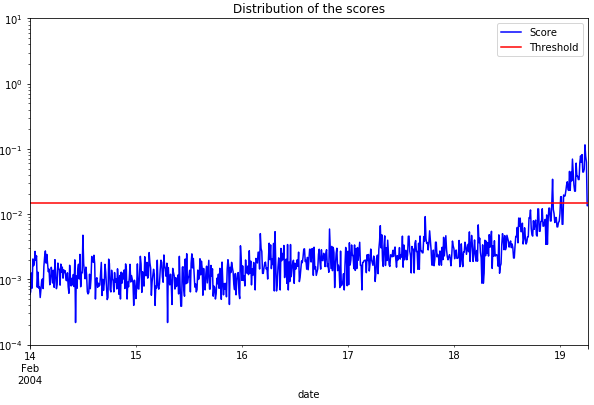 Distribution of the scores
Score
Threshold
10¹
10⁰
10⁻¹
10⁻²
10⁻³
10⁻⁴
14 15 16 17 18 19
Feb
2004
date